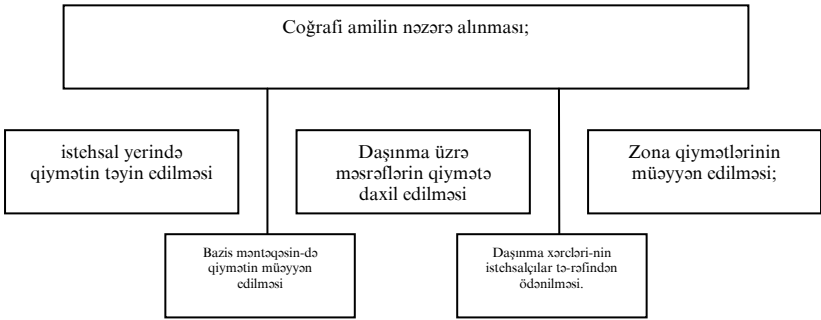 Coğrafi amilin nəzərə alınması;
istehsal yerində
qiymətin təyin edilməsi
Daşınma üzrə
məsrəflərin qiymətə
daxil edilməsi
Zona qiymətlərinin
müəyyən edilməsi;
Bazis məntəqəsin-də
qiymətin müəyyən
edilməsi
Daşınma xərcləri-nin
istehsalçılar tə-rəfindən
ödənilməsi.